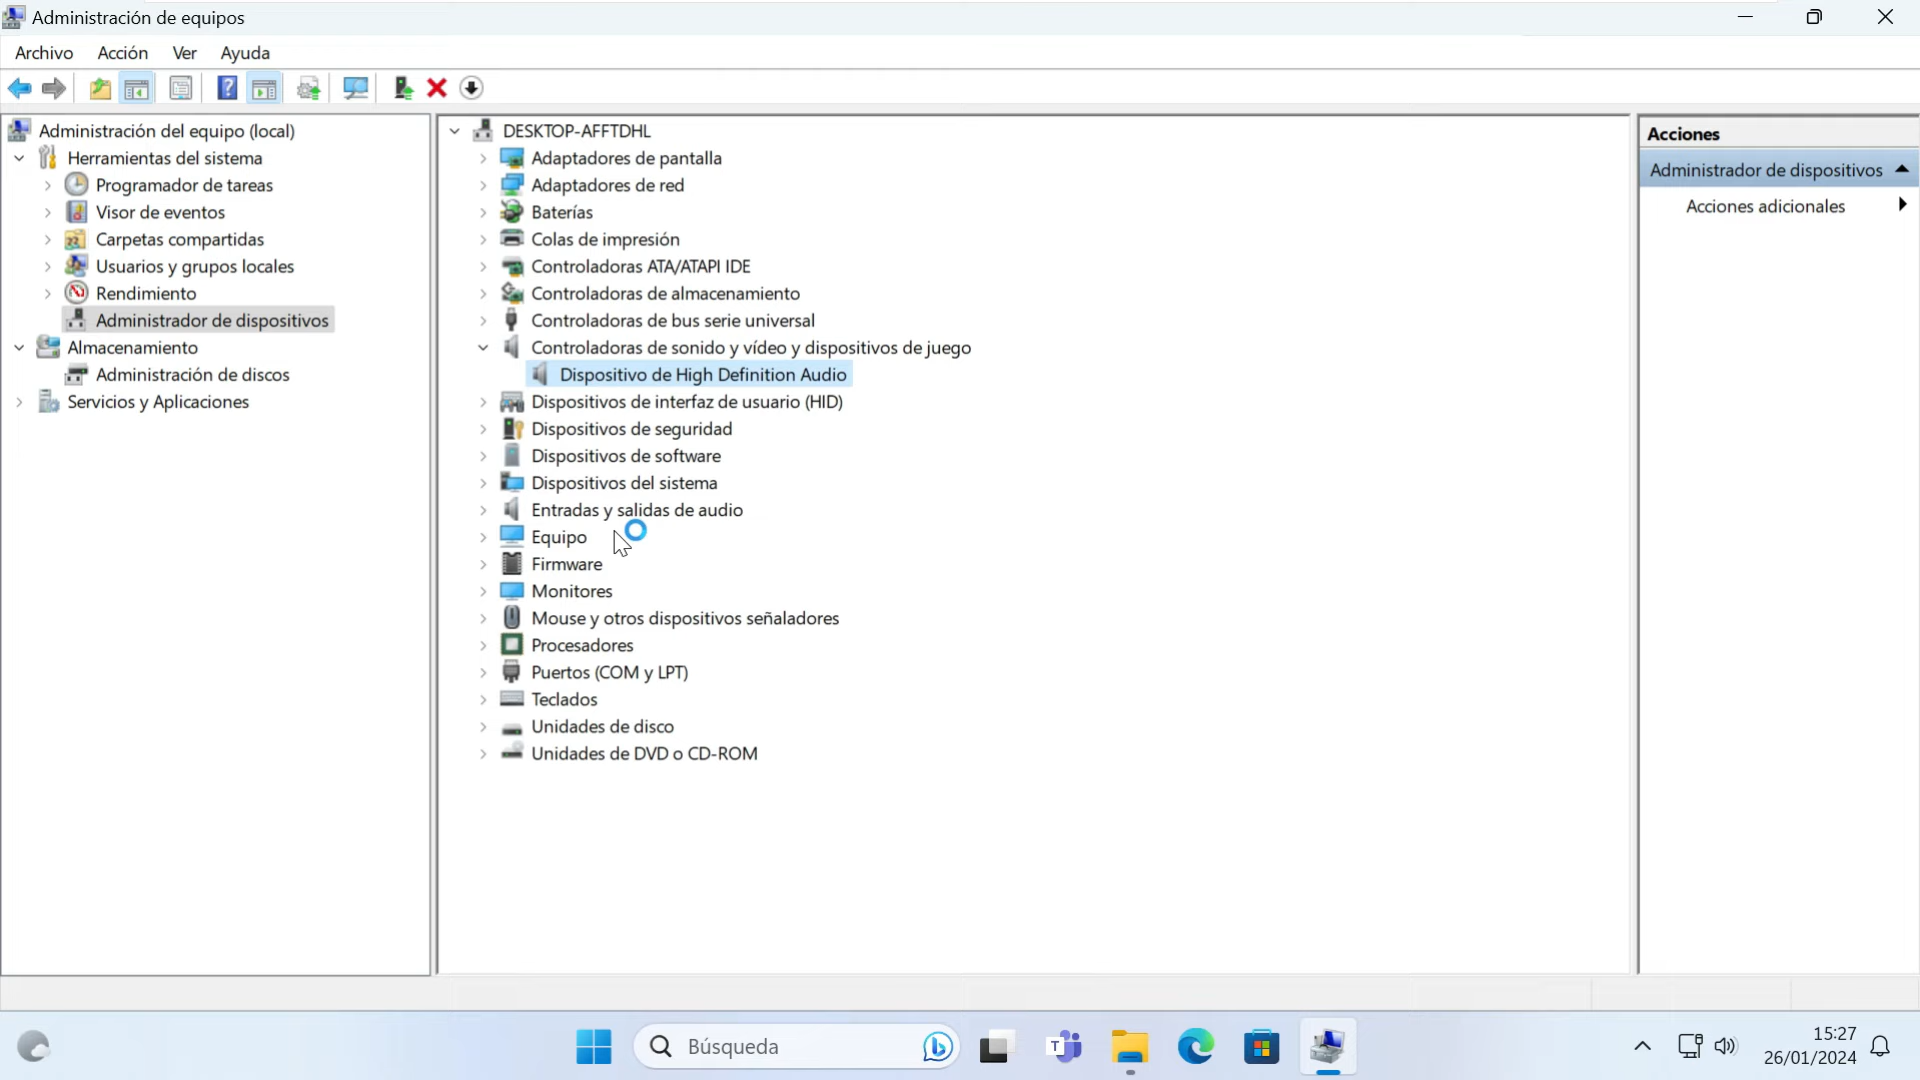 Administración de equipos
Archivo Acción Ver Ayuda
Administración del equipo (local)
Herramientas del sistema
Programador de tareas
Visor de eventos
Carpetas compartidas
Usuarios y grupos locales
Rendimiento
Administrador de dispositivos
Almacenamiento
Administración de discos
Servicios y Aplicaciones
DESKTOP-AFFTDHL
Adaptadores de pantalla
Adaptadores de red
Baterías
Colas de impresión
Controladoras ATA/ATAPI IDE
Controladoras de almacenamiento
Controladoras de bus serie universal
Controladoras de sonido y vídeo y dispositivos de juego
Dispositivo de High Definition Audio
Dispositivos de interfaz de usuario (HID)
Dispositivos de seguridad
Dispositivos de software
Dispositivos del sistema
Entradas y salidas de audio
Equipo
Firmware
Monitores
Mouse y otros dispositivos señaladores
Procesadores
Puertos (COM y LPT)
Teclados
Unidades de disco
Unidades de DVD o CD-ROM
Acciones
Administrador de dispositivos
Acciones adicionales
Búsqueda
15:27
26/01/2024